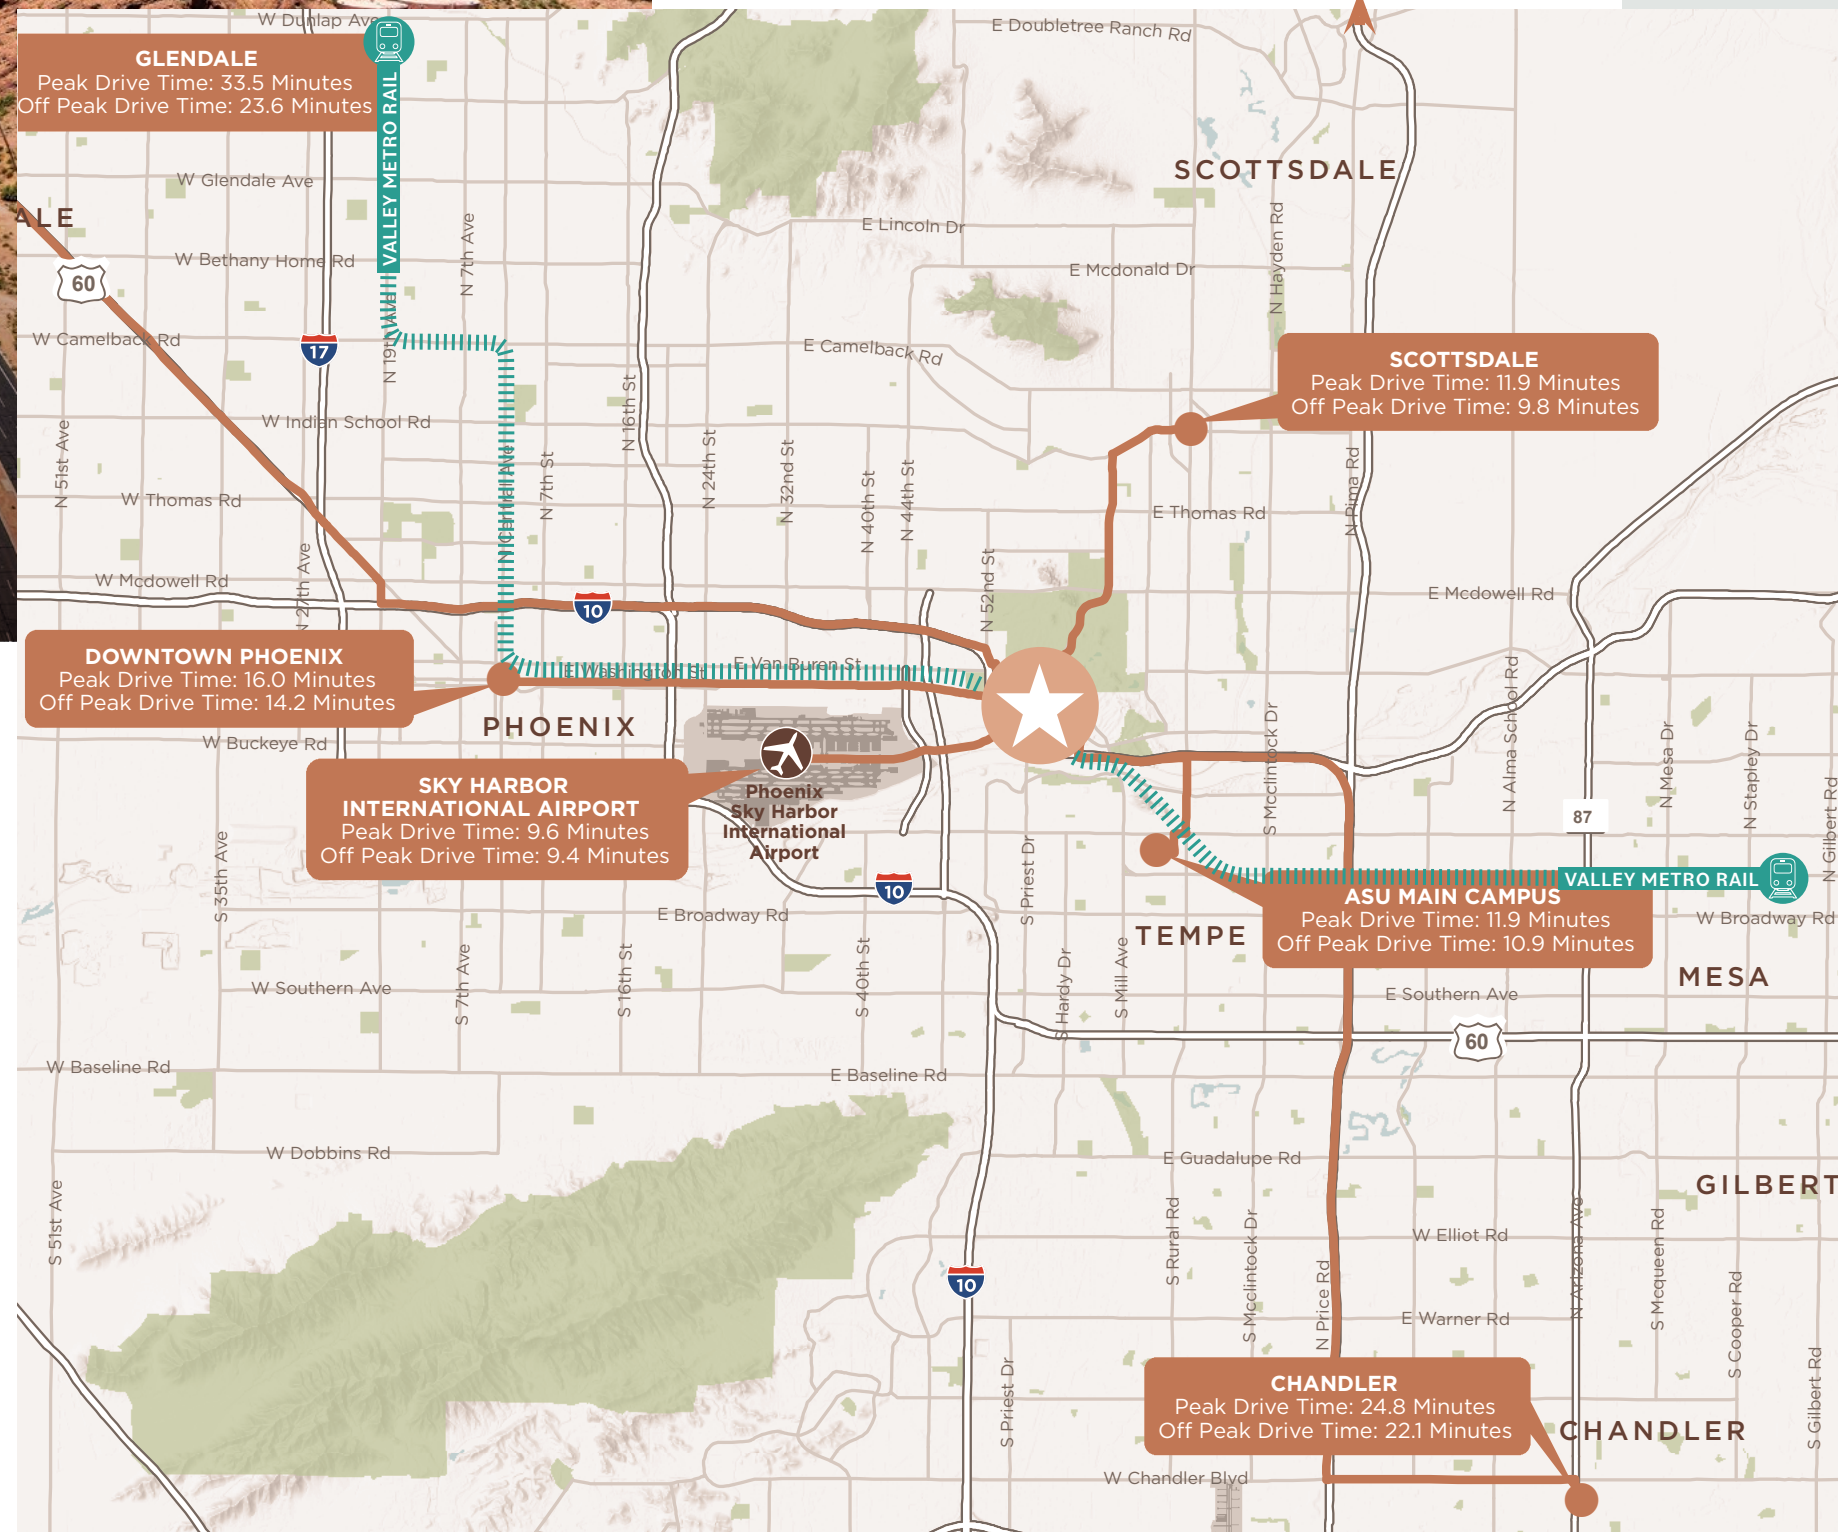 W Dunlap Ave
E Doubletree Ranch Rd
GLENDALE
Peak Drive Time: 33.5 Minutes
Off Peak Drive Time: 23.6 Minutes
VALLEY METRO RAIL
SCOTTSDALE
W Glendale Ave
ALE
E Lincoln Dr
N 7th Ave
N Hayden Rd
W Bethany Home Rd
E Mcdonald Dr
60
W Camelback Rd
17
N 19th Ave
E Camelback Rd
SCOTTSDALE
Peak Drive Time: 11.9 Minutes
Off Peak Drive Time: 9.8 Minutes
W Indian School Rd
N 16th St
N 51st Ave
N Central Ave
N 7th St
N 24th St
N 32nd St
N 40th St
N 44th St
N Pima Rd
W Thomas Rd
E Thomas Rd
N 27th Ave
N 52nd St
W Mcdowell Rd
E Mcdowell Rd
10
DOWNTOWN PHOENIX
Peak Drive Time: 16.0 Minutes
Off Peak Drive Time: 14.2 Minutes
E Washington St
E Van Buren St
PHOENIX
W Buckeye Rd
N Alma School Rd
S Mcclintock Dr
N Mesa Dr
N Stapley Dr
N Gilbert Rd
SKY HARBOR
INTERNATIONAL AIRPORT
Peak Drive Time: 9.6 Minutes
Off Peak Drive Time: 9.4 Minutes
Phoenix
Sky Harbor
International
Airport
87
S 35th Ave
10
S Priest Dr
VALLEY METRO RAIL
ASU MAIN CAMPUS
Peak Drive Time: 11.9 Minutes
Off Peak Drive Time: 10.9 Minutes
E Broadway Rd
W Broadway Rd
TEMPE
MESA
S 7th Ave
S 16th St
S 40th St
S Hardy Dr
S Mill Ave
W Southern Ave
E Southern Ave
60
W Baseline Rd
E Baseline Rd
W Dobbins Rd
E Guadalupe Rd
GILBERT
S 51st Ave
S Rural Rd
S Mcclintock Dr
W Elliot Rd
N Arizona Ave
S Mcqueen Rd
10
N Price Rd
S Cooper Rd
E Warner Rd
S Priest Dr
S Gilbert Rd
CHANDLER
Peak Drive Time: 24.8 Minutes
Off Peak Drive Time: 22.1 Minutes
CHANDLER
W Chandler Blvd